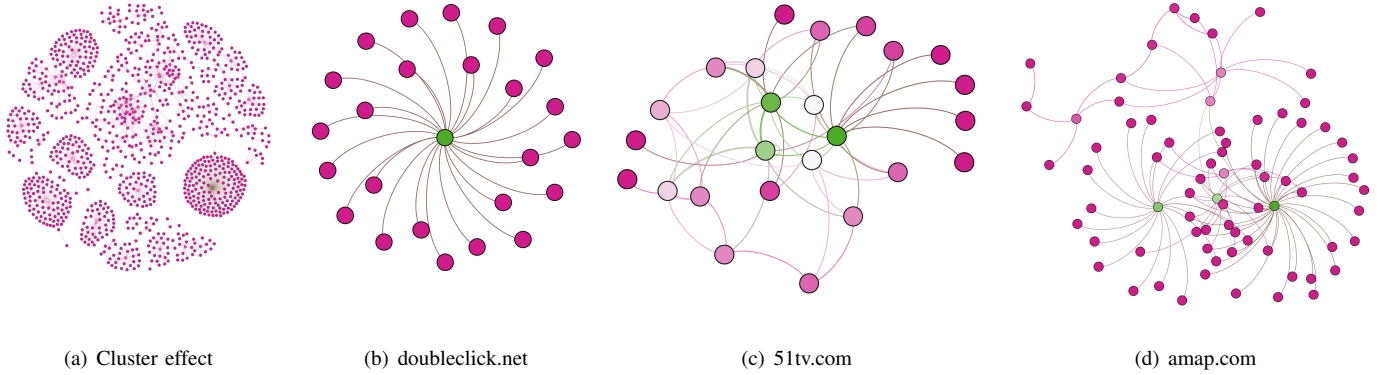 (a) Cluster effect
(b) doubleclick.net
(c) 51tv.com
(d) amap.com